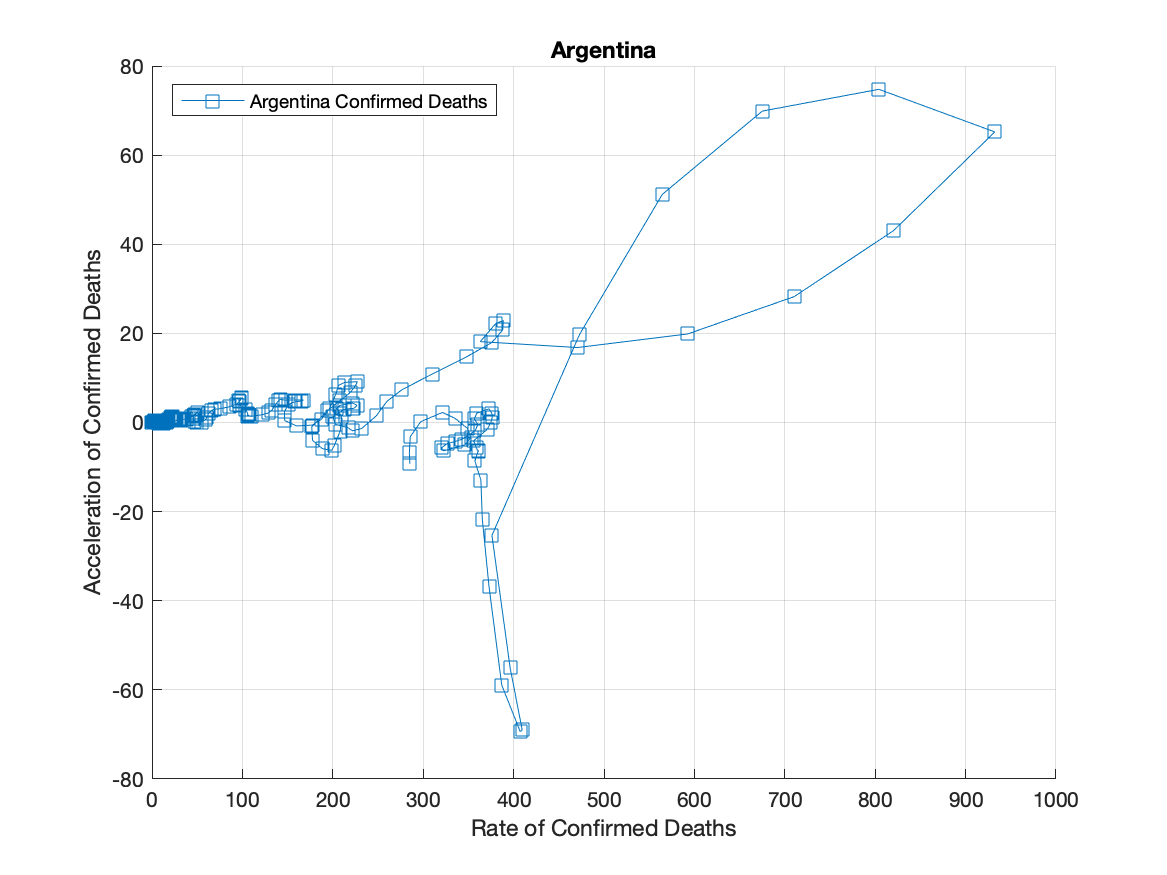 Argentina
Argentina Confirmed Deaths
80
60
40
20
0
-20
-40
-60
-80
Acceleration of Confirmed Deaths
0 100 200 300 400 500 600 700 800 900 1000
Rate of Confirmed Deaths